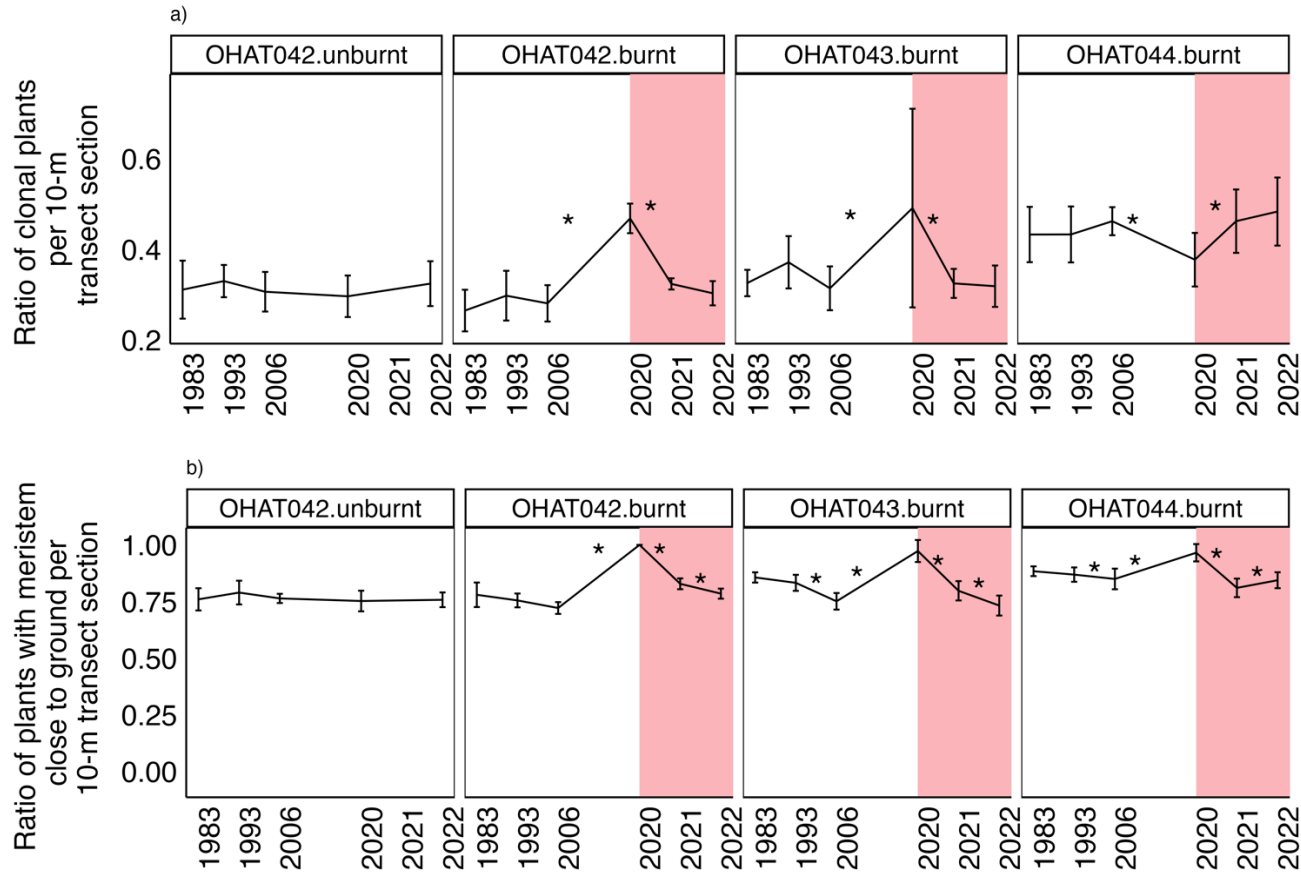 a)
OHAT042.unburnt OHAT042.burnt OHAT043.burnt OHAT044.burnt
Ratio of clonal plants
per 10-m
transect section
0.6
0.4
0.2
* * * * * *
1983 1993 2006 2020 2021 2022 1983 1993 2006 2020 2021 2022 1983 1993 2006 2020 2021 2022 1983 1993 2006 2020 2021 2022
b)
OHAT042.unburnt OHAT042.burnt OHAT043.burnt OHAT044.burnt
Ratio of plants with meristem
close to ground per
10-m transect section
1.00
0.75
0.50
0.25
0.00
* * * * * * * * * * *
1983 1993 2006 2020 2021 2022 1983 1993 2006 2020 2021 2022 1983 1993 2006 2020 2021 2022 1983 1993 2006 2020 2021 2022